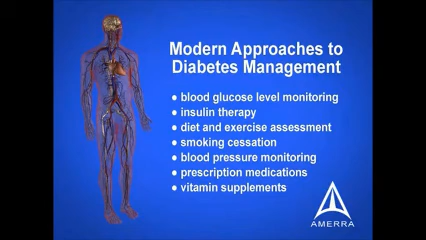 Modern Approaches to
Diabetes Management
● blood glucose level monitoring
● insulin therapy
● diet and exercise assessment
● smoking cessation
● blood pressure monitoring
● prescription medications
● vitamin supplements
AMERRA